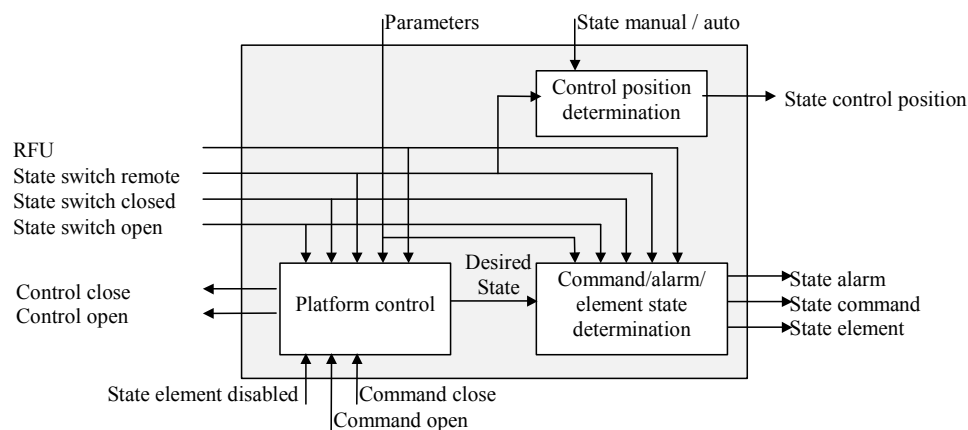 Parameters
State manual / auto
Control position
determination
State control position
RFU
State switch remote
State switch closed
State switch open
Desired
State
Control close
Control open
Platform control
Command/alarm/
element state
determination
State alarm
State command
State element
State element disabled
Command close
Command open